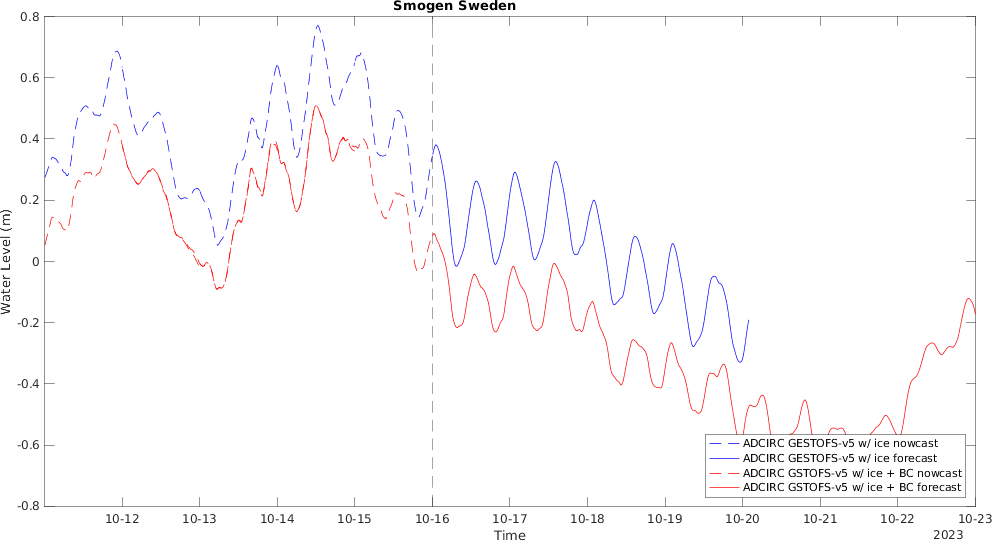 Smogen Sweden
0.8
0.6
0.4
0.2
0
-0.2
-0.4
-0.6
-0.8
Water Level (m)
ADCIRC GESTOFS-v5 w/ ice nowcast
ADCIRC GESTOFS-v5 w/ ice forecast
ADCIRC GSTOFS-v5 w/ ice + BC nowcast
ADCIRC GSTOFS-v5 w/ ice + BC forecast
10-12 10-13 10-14 10-15 10-16 10-17 10-18 10-19 10-20 10-21 10-22 10-23
Time
2023